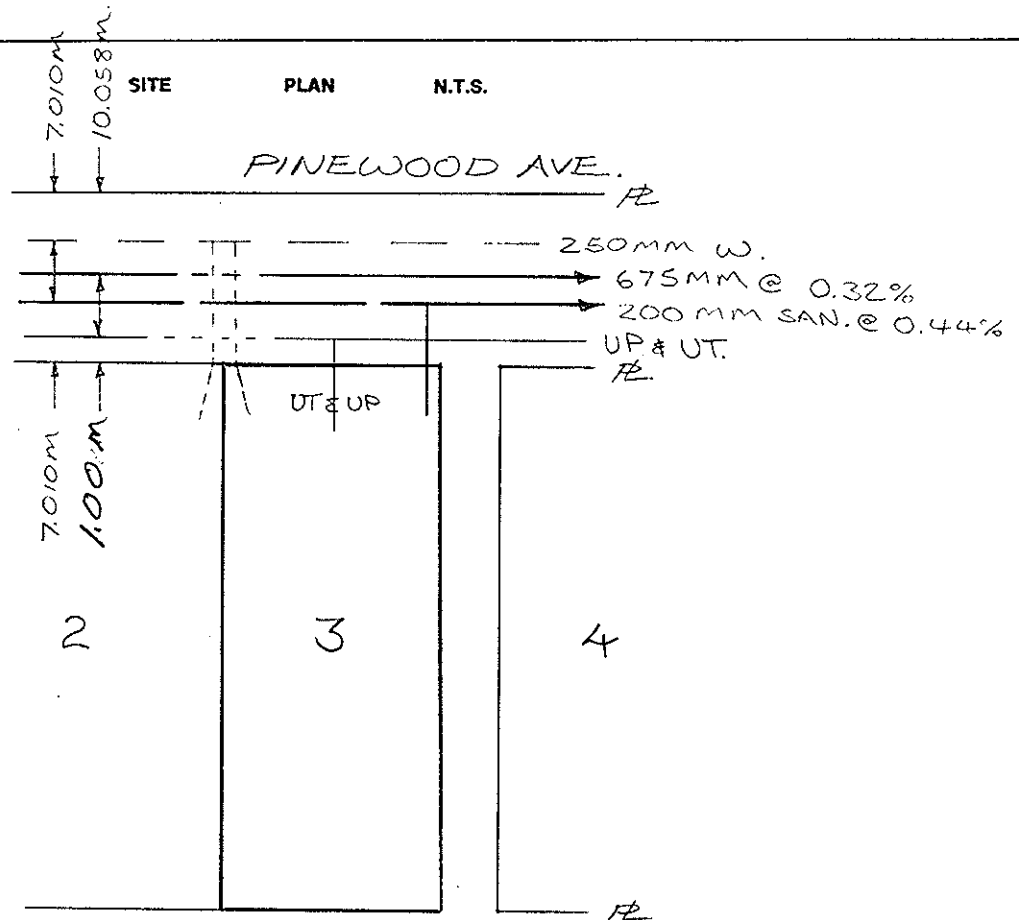 7.010M
10.058M.
SITE PLAN N.T.S.
PINEWOOD AVE.
PL
250MM W.
675MM @ 0.32%
200 MM SAN. @ 0.44%
UP & UT.
PL.
UT & UP
7.010M
1.00M
2
3
4
PL